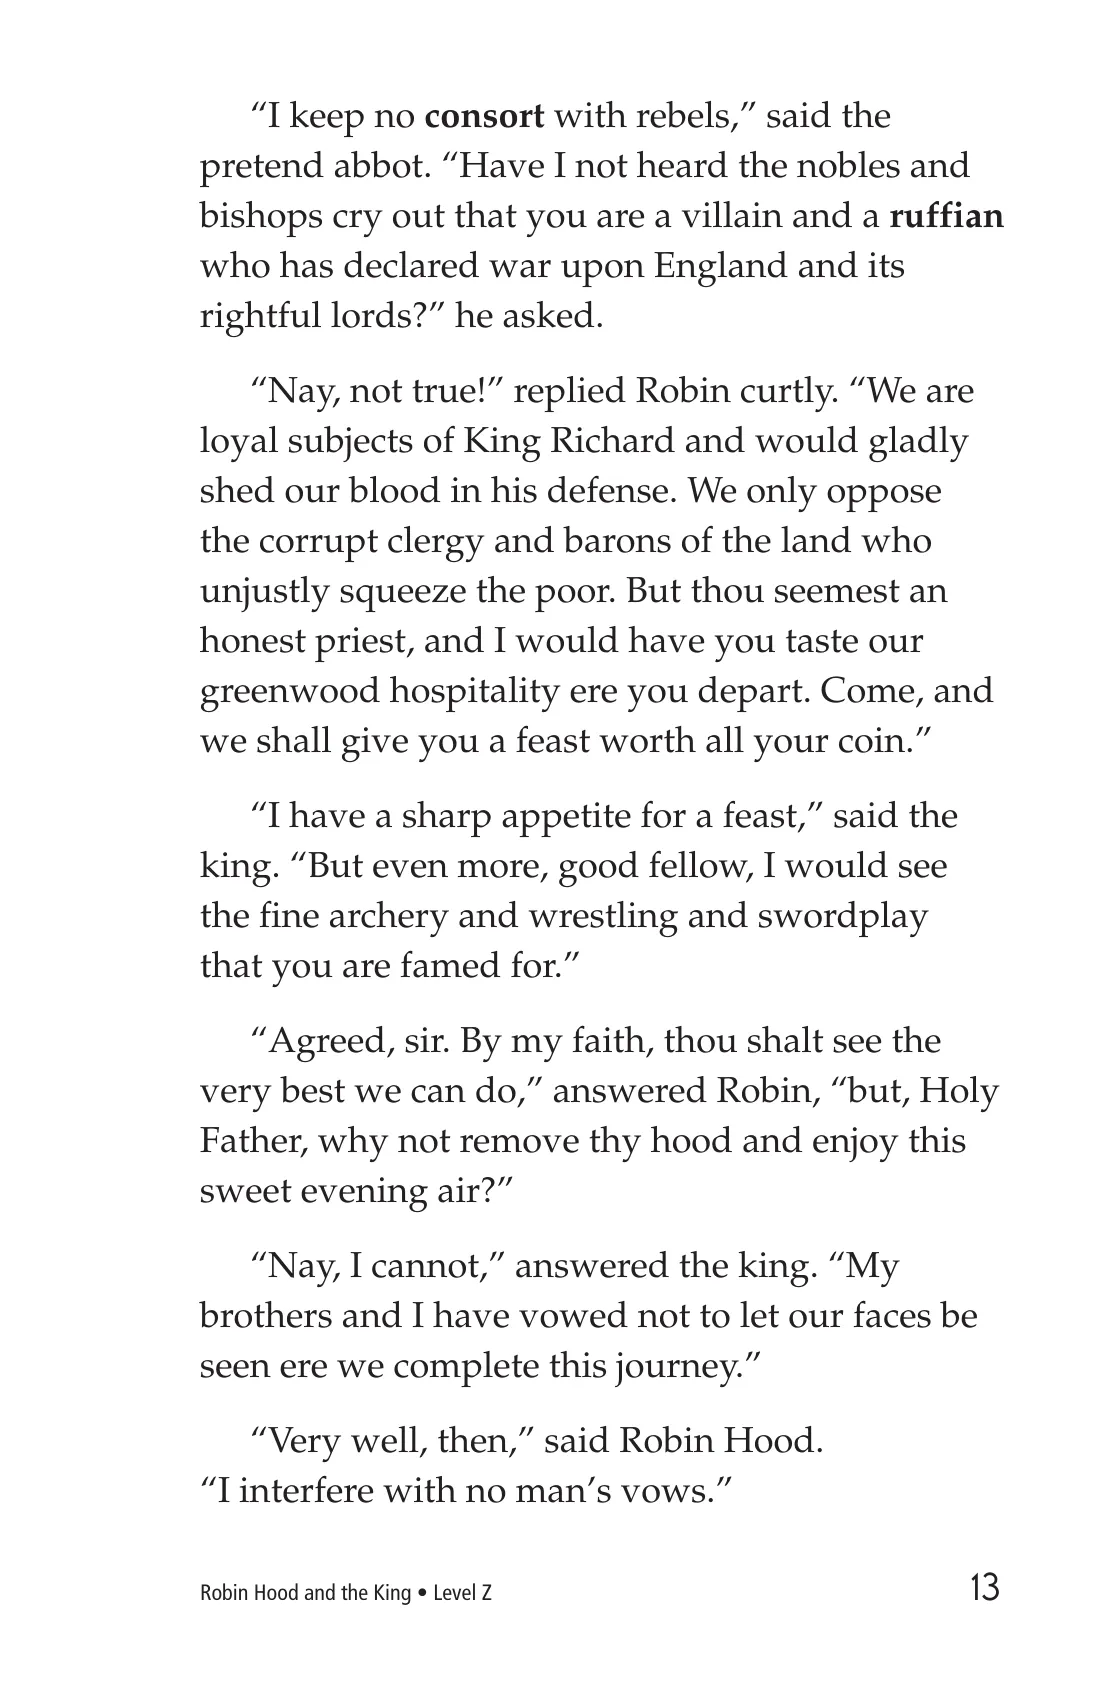 “I keep no consort with rebels,” said the
pretend abbot. “Have I not heard the nobles and
bishops cry out that you are a villain and a ruffian
who has declared war upon England and its
rightful lords?” he asked.
“Nay, not true!” replied Robin curtly. “We are
loyal subjects of King Richard and would gladly
shed our blood in his defense. We only oppose
the corrupt clergy and barons of the land who
unjustly squeeze the poor. But thou seemest an
honest priest, and I would have you taste our
greenwood hospitality ere you depart. Come, and
we shall give you a feast worth all your coin.”
“I have a sharp appetite for a feast,” said the
king. “But even more, good fellow, I would see
the fine archery and wrestling and swordplay
that you are famed for.”
“Agreed, sir. By my faith, thou shalt see the
very best we can do,” answered Robin, “but, Holy
Father, why not remove thy hood and enjoy this
sweet evening air?”
“Nay, I cannot,” answered the king. “My
brothers and I have vowed not to let our faces be
seen ere we complete this journey.”
“Very well, then,” said Robin Hood.
“I interfere with no man’s vows.”
Robin Hood and the King • Level Z 13